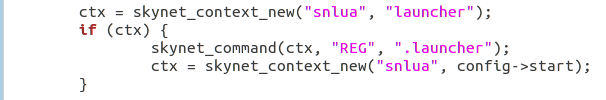 ctx = skynet_context_new("snlua", "launcher");
if (ctx) {
skynet_command(ctx, "REG", ".launcher");
ctx = skynet_context_new("snlua", config->start);
}